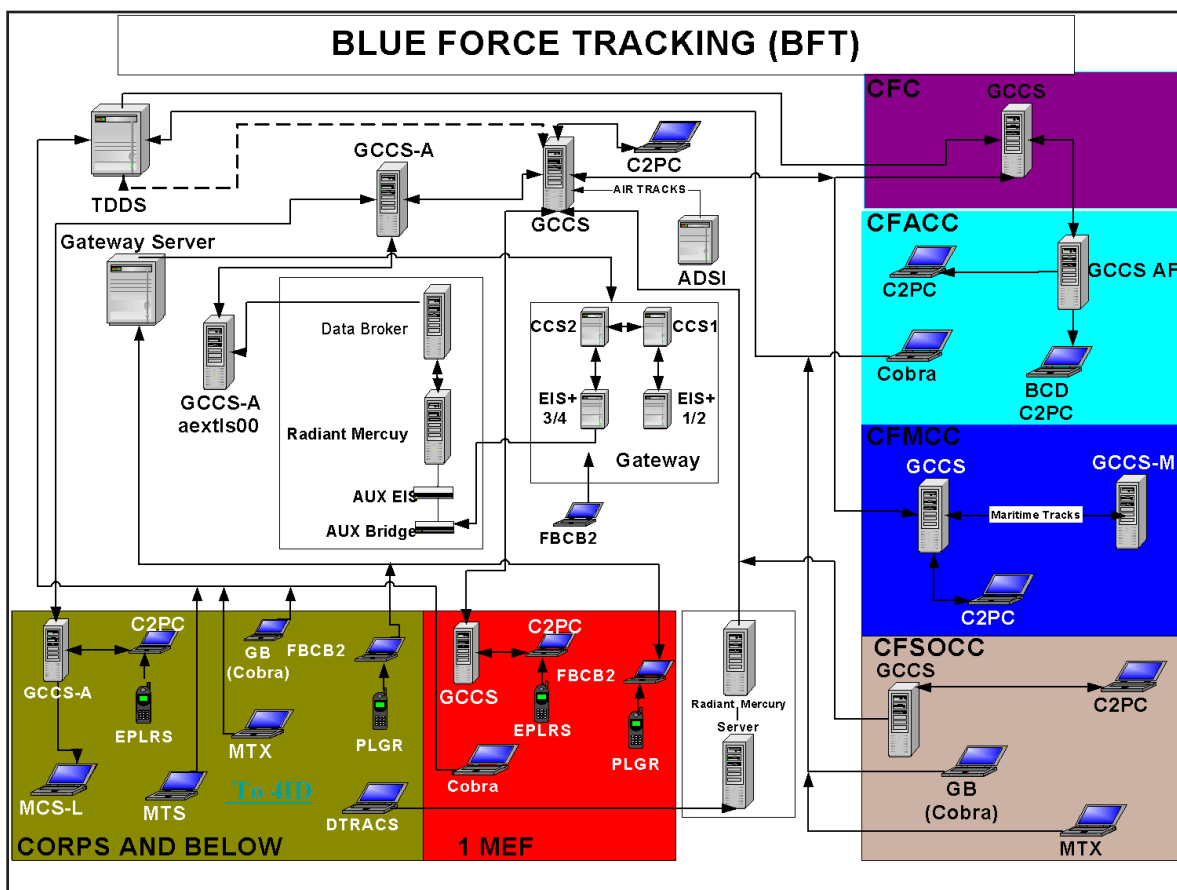 BLUE FORCE TRACKING (BFT)
TDDS
GCCS-A
GCCS
C2PC
AIR TRACKS
ADSI
Gateway Server
GCCS-A
aextls00
Data Broker
Radiant Mercuy
AUX EIS
AUX Bridge
CCS2
CCS1
EIS+
3/4
EIS+
1/2
Gateway
FBCB2
CFC
GCCS
CFACC
C2PC
GCCS AF
Cobra
BCD
C2PC
CFMCC
GCCS
GCCS-M
Maritime Tracks
C2PC
CFSOCC
GCCS
C2PC
GB
(Cobra)
MTX
C2PC
GCCS-A
EPLRS
GB
(Cobra)
FBCB2
PLGR
MTX
MCS-L
MTS
To 4ID
DTRACS
CORPS AND BELOW
C2PC
GCCS
FBCB2
EPLRS
PLGR
Cobra
1 MEF
Radiant Mercury
Server